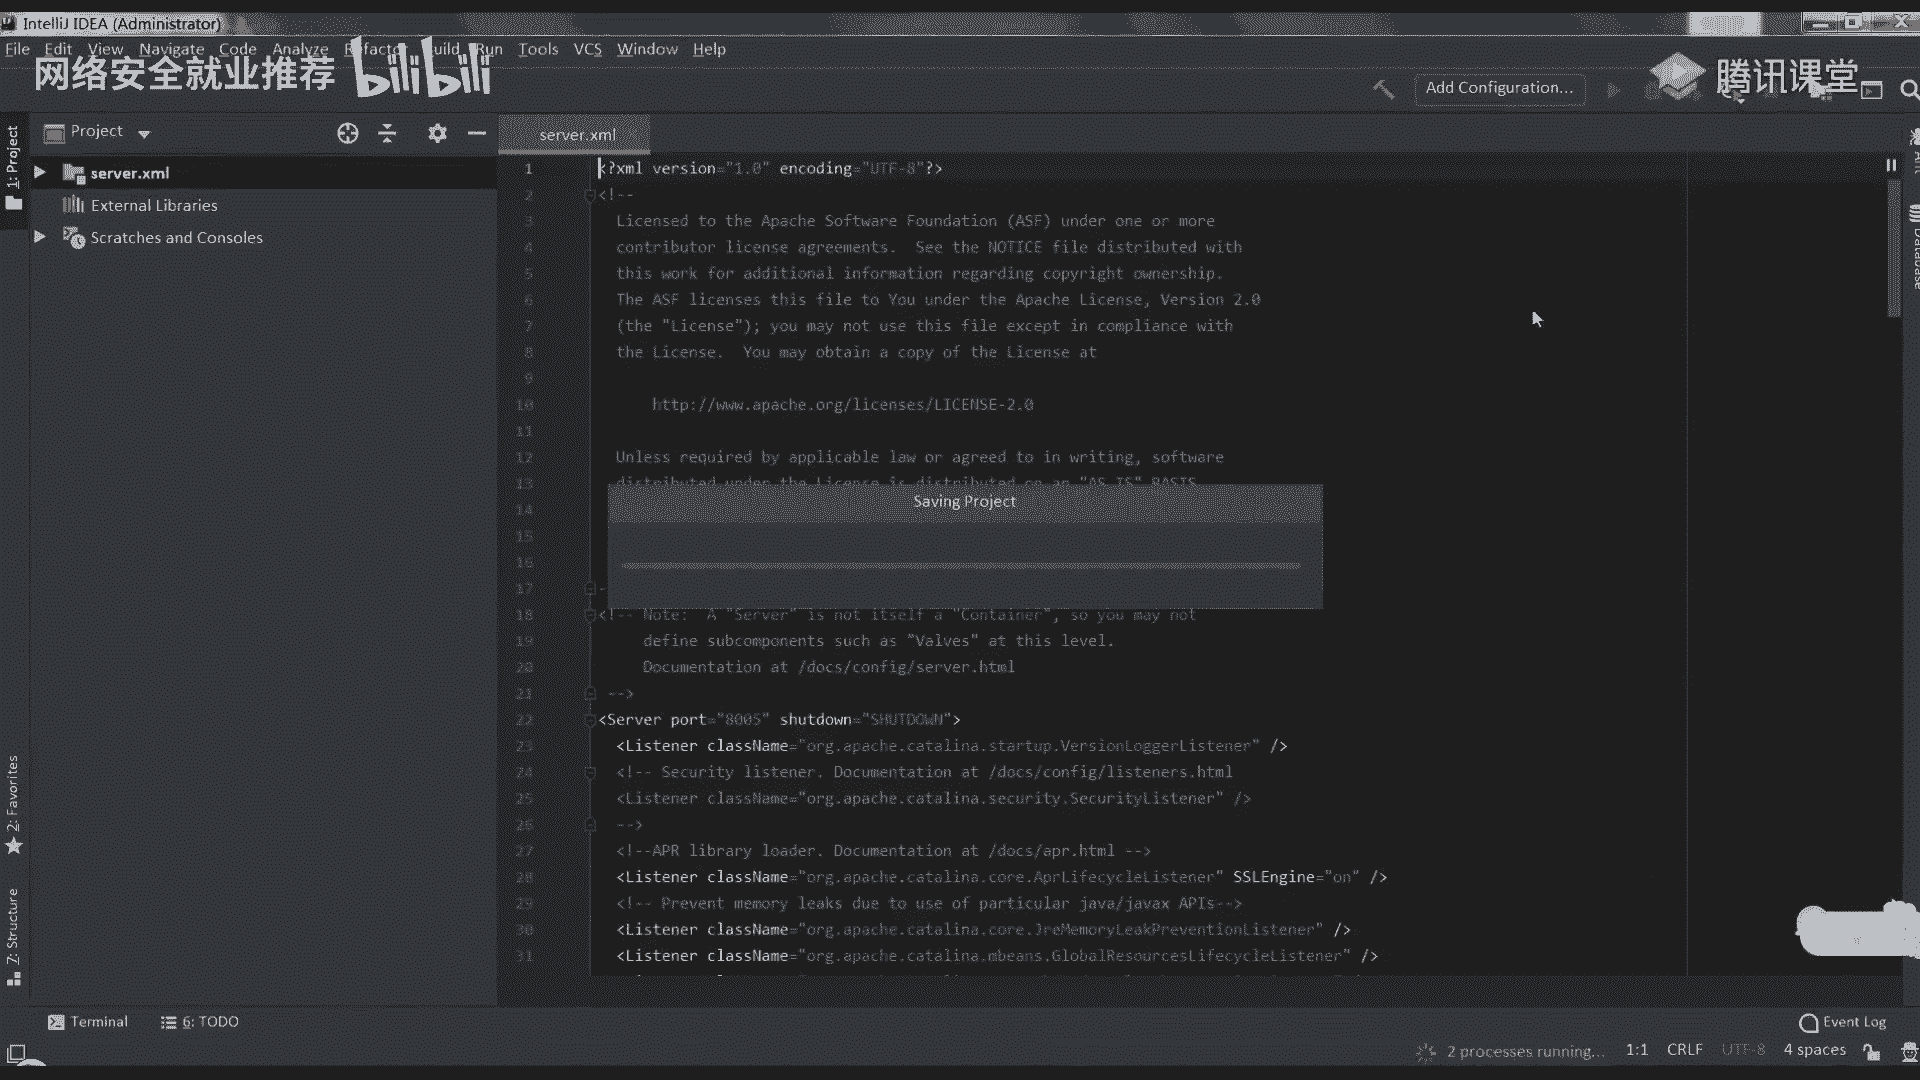 IntelliJ IDEA (Administrator)
File Edit View Navigate Code Analyze Refactor Build Run Tools VCS Window Help
网络安全就业推荐 bilibili
腾讯课堂
Add Configuration...
Project
server.xml
1: Project
server.xml
External Libraries
Scratches and Consoles
Database
2: Favorites
7: Structure
1 <?xml version="1.0" encoding="UTF-8"?>
2 <!--
3 Licensed to the Apache Software Foundation (ASF) under one or more
4 contributor license agreements.  See the NOTICE file distributed with
5 this work for additional information regarding copyright ownership.
6 The ASF licenses this file to You under the Apache License, Version 2.0
7 (the "License"); you may not use this file except in compliance with
8 the License.  You may obtain a copy of the License at
9
10 http://www.apache.org/licenses/LICENSE-2.0
11
12 Unless required by applicable law or agreed to in writing, software
13 distributed under the License is distributed on an "AS IS" BASIS
Saving Project
14
15
16
17
18 <!-- Note:  A "Server" is not itself a "Container", so you may not
19 define subcomponents such as "Valves" at this level.
20 Documentation at /docs/config/server.html
21 -->
22 <Server port="8005" shutdown="SHUTDOWN">
23 <Listener className="org.apache.catalina.startup.VersionLoggerListener" />
24 <!-- Security listener. Documentation at /docs/config/listeners.html
25 <Listener className="org.apache.catalina.security.SecurityListener" />
26 -->
27 <!--APR library loader. Documentation at /docs/apr.html -->
28 <Listener className="org.apache.catalina.core.AprLifecycleListener" SSLEngine="on" />
29 <!-- Prevent memory leaks due to use of particular java/javax APIs-->
30 <Listener className="org.apache.catalina.core.JreMemoryLeakPreventionListener" />
31 <Listener className="org.apache.catalina.mbeans.GlobalResourcesLifecycleListener" />
Terminal 6: TODO
Event Log
2 processes running... 1:1 CRLF UTF-8 4 spaces